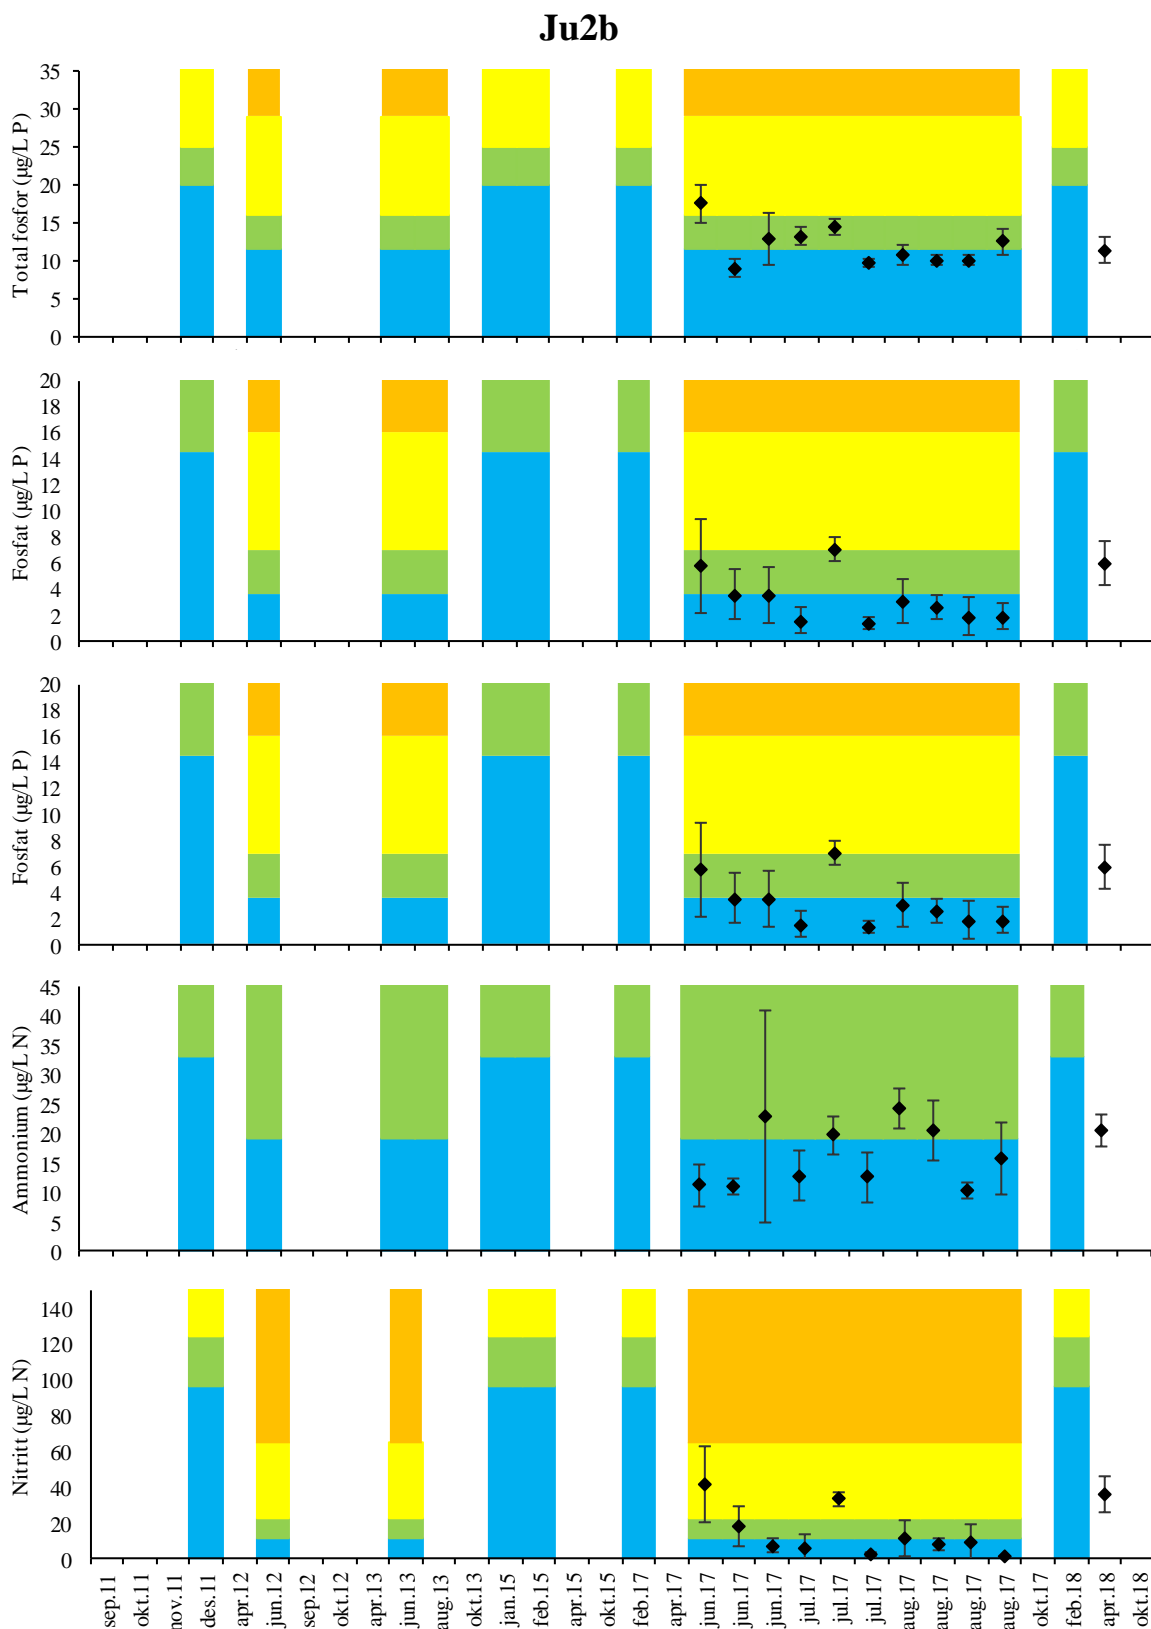 Ju2b
Total fosfor (µg/L P)
35
30
25
20
15
10
5
0
Fosfat (µg/L P)
20
18
16
14
12
10
8
6
4
2
0
Fosfat (µg/L P)
20
18
16
14
12
10
8
6
4
2
0
Ammonium (µg/L N)
45
40
35
30
25
20
15
10
5
0
Nitritt (µg/L N)
140
120
100
80
60
40
20
0
sep.11
okt.11
nov.11
des.11
apr.12
jun.12
sep.12
okt.12
apr.13
jun.13
aug.13
okt.13
jan.15
feb.15
apr.15
okt.15
feb.17
apr.17
jun.17
jun.17
jun.17
jul.17
jul.17
jul.17
aug.17
aug.17
aug.17
aug.17
okt.17
feb.18
apr.18
okt.18